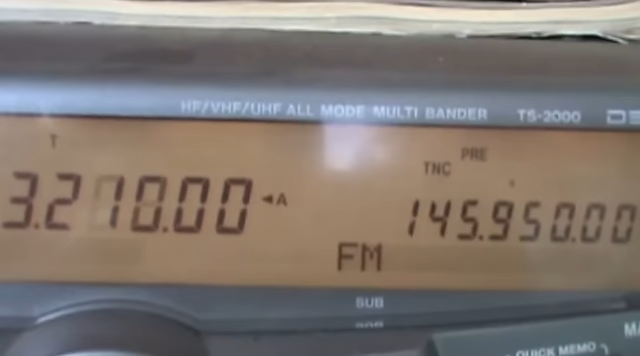 HF/VHF/UHF ALL MODE MULTI BANDER TS-2000
T
TNC PRE
3.210.00 ◄A 145.950.00
FM
SUB
QUICK MEMO